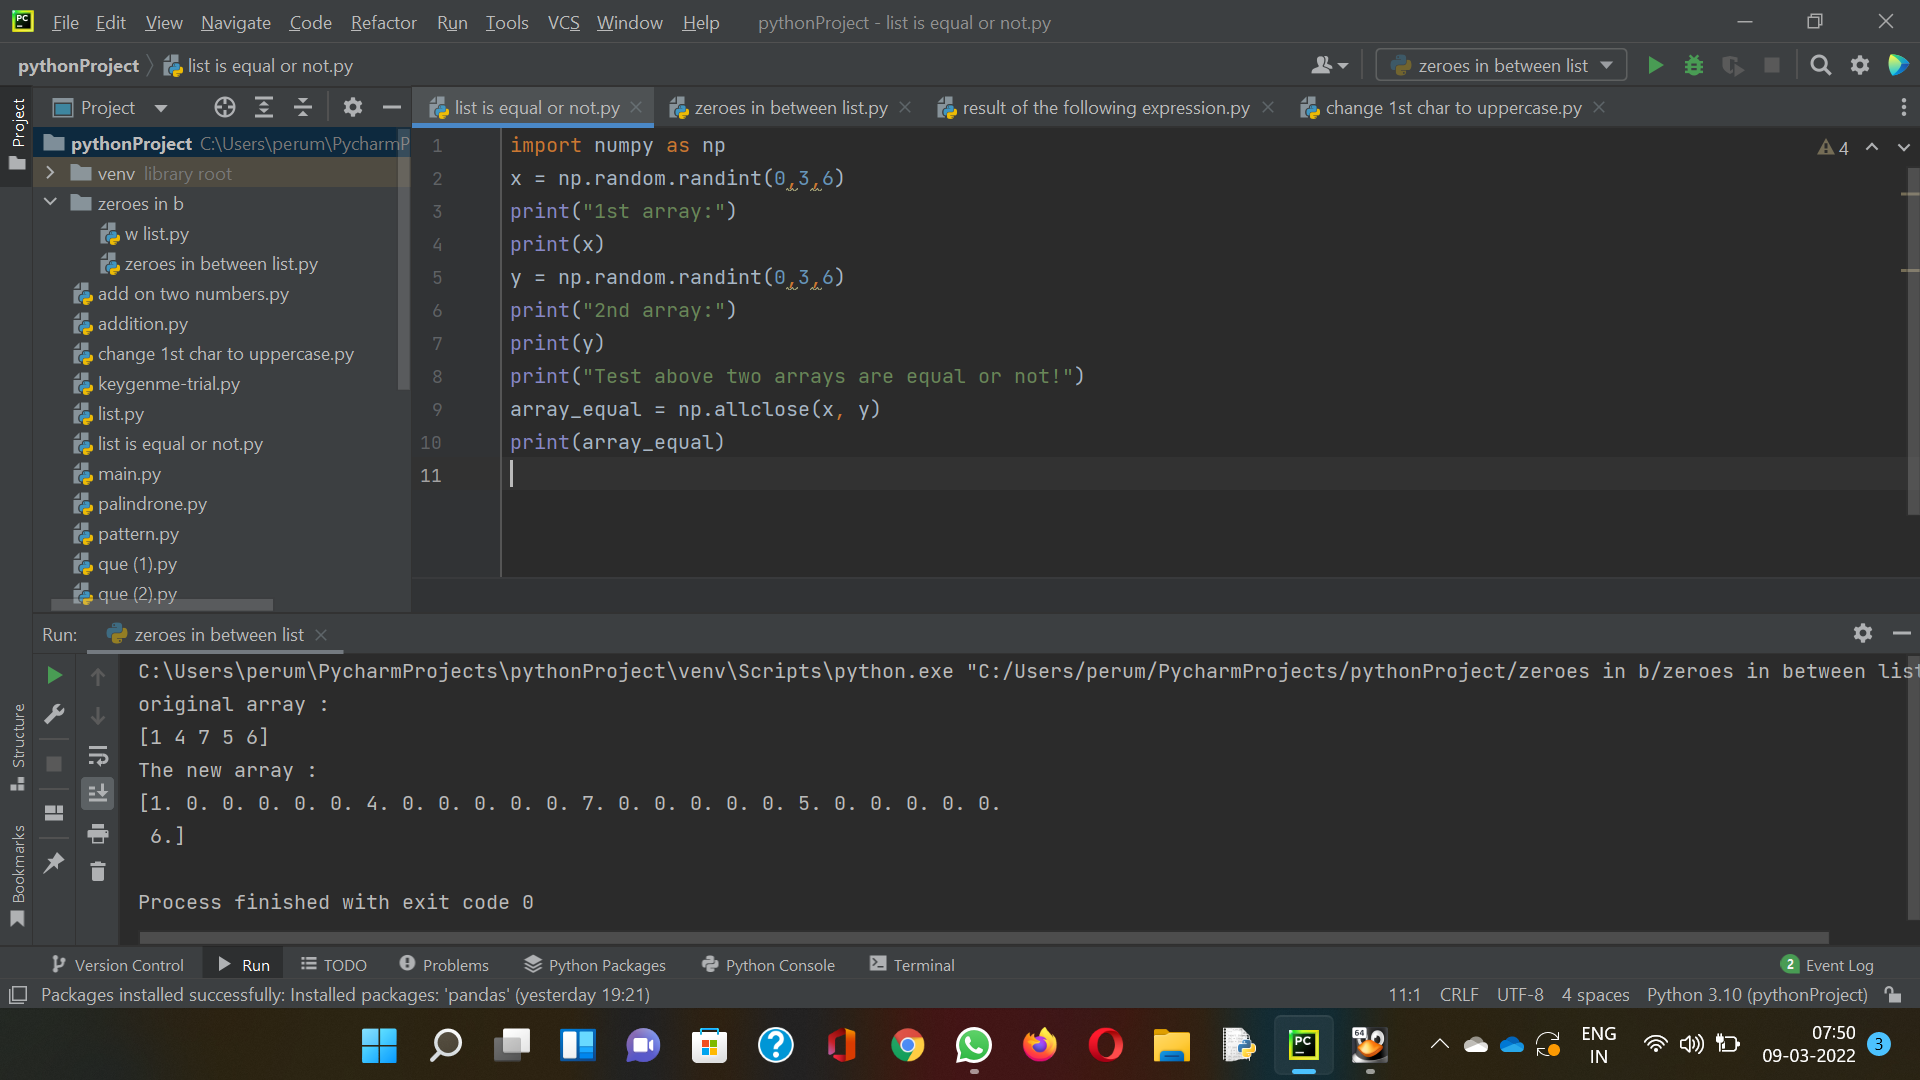 PC File Edit View Navigate Code Refactor Run Tools VCS Window Help pythonProject - list is equal or not.py
pythonProject list is equal or not.py zeroes in between list
Project list is equal or not.py zeroes in between list.py result of the following expression.py change 1st char to uppercase.py
Project
pythonProject C:\Users\perum\PycharmP
venv library root
zeroes in b
w list.py
zeroes in between list.py
add on two numbers.py
addition.py
change 1st char to uppercase.py
keygenme-trial.py
list.py
list is equal or not.py
main.py
palindrone.py
pattern.py
que (1).py
que (2).py
4
1 import numpy as np
2 x = np.random.randint(0,3,6)
3 print("1st array:")
4 print(x)
5 y = np.random.randint(0,3,6)
6 print("2nd array:")
7 print(y)
8 print("Test above two arrays are equal or not!")
9 array_equal = np.allclose(x, y)
10 print(array_equal)
11
Run: zeroes in between list
C:\Users\perum\PycharmProjects\pythonProject\venv\Scripts\python.exe "C:/Users/perum/PycharmProjects/pythonProject/zeroes in b/zeroes in between list
original array :
[1 4 7 5 6]
The new array :
[1. 0. 0. 0. 0. 0. 4. 0. 0. 0. 0. 0. 7. 0. 0. 0. 0. 0. 5. 0. 0. 0. 0. 0.
6.]
Process finished with exit code 0
Structure
Bookmarks
Version Control Run TODO Problems Python Packages Python Console Terminal 2 Event Log
Packages installed successfully: Installed packages: 'pandas' (yesterday 19:21) 11:1 CRLF UTF-8 4 spaces Python 3.10 (pythonProject)
PC 64 ENG 07:50
IN 09-03-2022 3